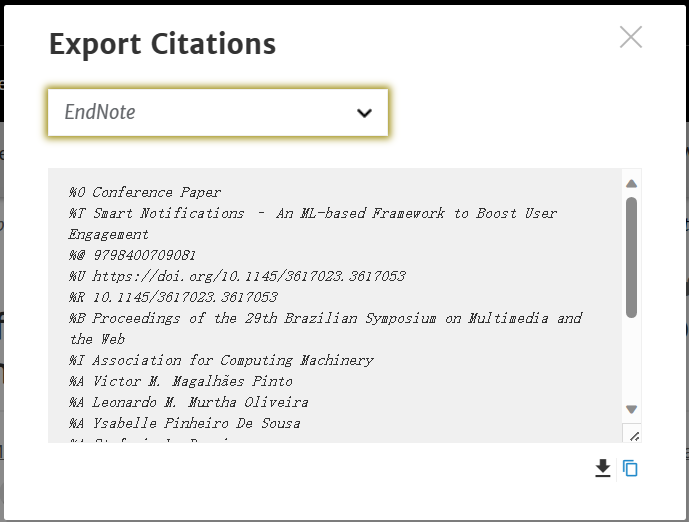 Export Citations
EndNote
%0 Conference Paper
%T Smart Notifications – An ML-based Framework to Boost User
Engagement
%@ 9798400709081
%U https://doi.org/10.1145/3617023.3617053
%R 10.1145/3617023.3617053
%B Proceedings of the 29th Brazilian Symposium on Multimedia and
the Web
%I Association for Computing Machinery
%A Victor M. Magalhães Pinto
%A Leonardo M. Murtha Oliveira
%A Ysabelle Pinheiro De Sousa
%A